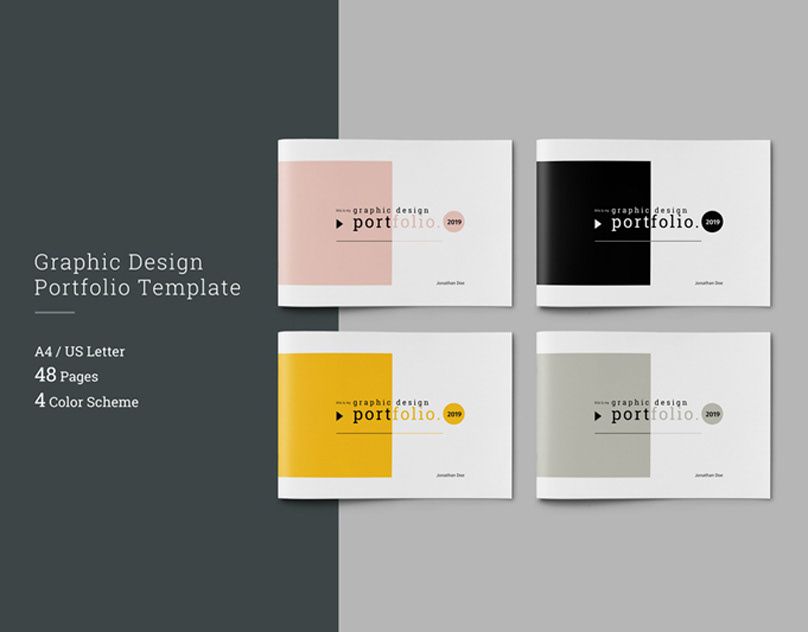 Graphic Design
Portfolio Template
A4 / US Letter
48 Pages
4 Color Scheme
this is my graphic design
portfolio. 2019
Jonathan Doe
this is my graphic design
portfolio. 2019
Jonathan Doe
this is my graphic design
portfolio. 2019
Jonathan Doe
this is my graphic design
portfolio. 2019
Jonathan Doe